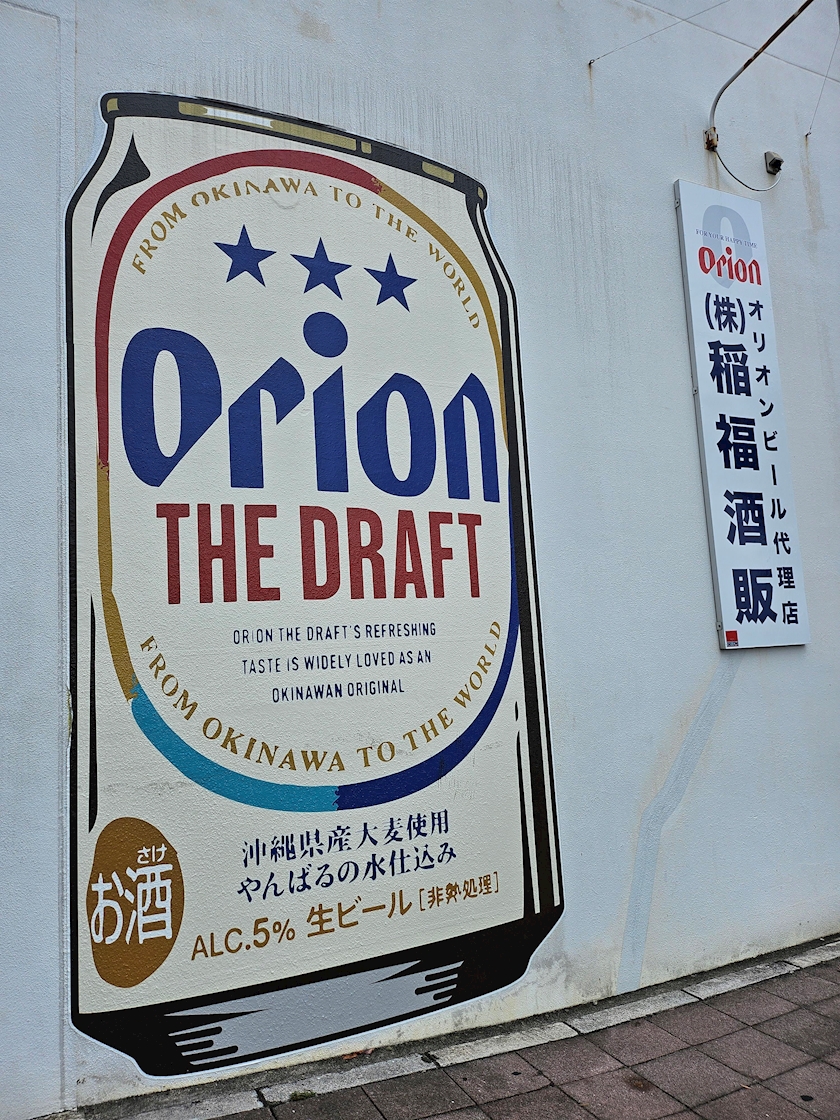 FROM OKINAWA TO THE WORLD
Orion
THE DRAFT
ORION THE DRAFT'S REFRESHING
TASTE IS WIDELY LOVED AS AN
OKINAWAN ORIGINAL
FROM OKINAWA TO THE WORLD
沖縄県産大麦使用
やんばるの水仕込み
ALC.5% 生ビール [非熱処理]
さけ
お酒
FOR YOUR HAPPY TIME
Orion
オリオンビール代理店
(株)稲福酒販